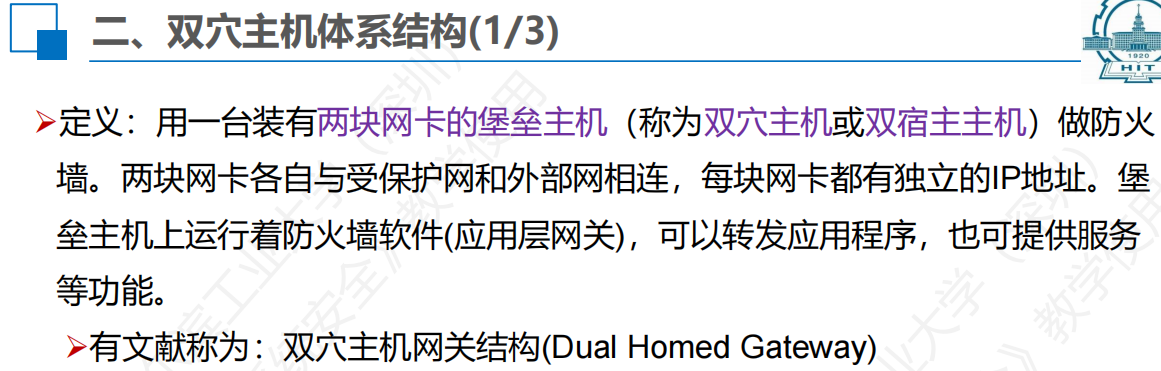 二、双穴主机体系结构(1/3)
1920
HIT
➢定义：用一台装有两块网卡的堡垒主机（称为双穴主机或双宿主主机）做防火
墙。两块网卡各自与受保护网和外部网相连，每块网卡都有独立的IP地址。堡
垒主机上运行着防火墙软件(应用层网关)，可以转发应用程序，也可提供服务
等功能。
➢有文献称为：双穴主机网关结构(Dual Homed Gateway)